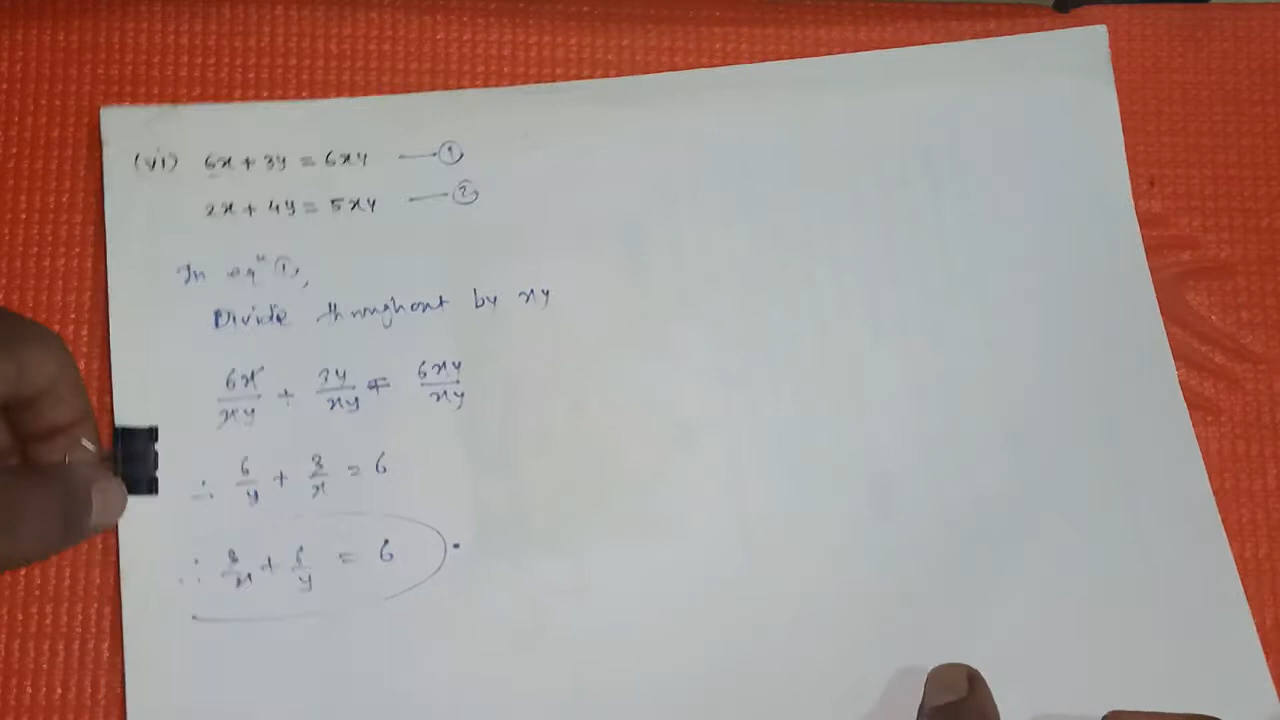 (vi) 6x + 3y = 6xy —— ①
2x + 4y = 5xy —— ②
In eqⁿ ①,
Divide throughout by xy
6x/xy + 3y/xy = 6xy/xy
∴ 6/y + 3/x = 6
∴ 3/x + 6/y = 6